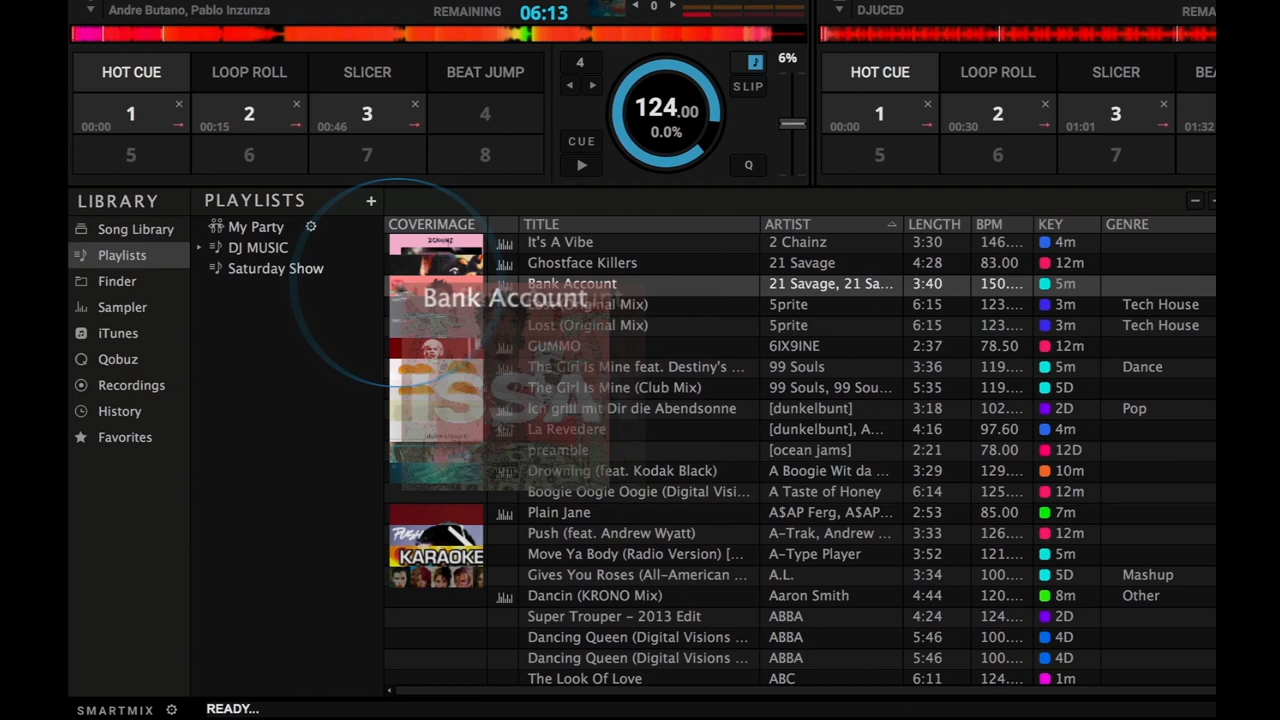 Andre Butano, Pablo Inzunza REMAINING 06:13 0 DJUCED REMA
HOT CUE LOOP ROLL SLICER BEAT JUMP 4 6% HOT CUE LOOP ROLL SLICER BE
SLIP
1 2 3 4 124.00 1 2 3
00:00 00:15 00:46 0.0% 00:00 00:30 01:01 01:32
CUE
5 6 7 8 Q 5 6 7
LIBRARY PLAYLISTS +
Song Library
Playlists
Finder
Sampler
iTunes
Qobuz
Recordings
History
Favorites
My Party
DJ MUSIC
Saturday Show
COVERIMAGE TITLE ARTIST LENGTH BPM KEY GENRE
It's A Vibe 2 Chainz 3:30 146.... 4m
Ghostface Killers 21 Savage 4:28 83.00 12m
Bank Account 21 Savage, 21 Sa... 3:40 150.... 5m
Bank Account
Mix) 5prite 6:15 123.... 3m Tech House
Lost (Original Mix) 5prite 6:15 123.... 3m Tech House
GUMMO 6IX9INE 2:37 78.50 12m
The Girl Is Mine feat. Destiny's ... 99 Souls 3:36 119.... 5m Dance
The Girl Is Mine (Club Mix) 99 Souls, 99 Sou... 5:35 119.... 5D
Ich grill mit Dir die Abendsonne [dunkelbunt] 3:18 102.... 2D Pop
La Revedere [dunkelbunt], A... 4:16 97.60 4m
preamble [ocean jams] 2:21 78.00 12D
Drowning (feat. Kodak Black) A Boogie Wit da ... 3:29 129.... 10m
Boogie Oogie Oogie (Digital Visi... A Taste of Honey 6:14 125.... 12m
Plain Jane A$AP Ferg, A$AP... 2:53 85.00 7m
Push (feat. Andrew Wyatt) A-Trak, Andrew ... 3:33 126.... 12m
Move Ya Body (Radio Version) [... A-Type Player 3:52 121.... 5m
Gives You Roses (All-American ... A.L. 3:34 100.... 5D Mashup
Dancin (KRONO Mix) Aaron Smith 4:44 120.... 8m Other
Super Trouper - 2013 Edit ABBA 4:24 124.... 2D
Dancing Queen (Digital Visions ... ABBA 5:46 100.... 4D
Dancing Queen (Digital Visions ... ABBA 5:46 100.... 4D
The Look Of Love ABC 6:11 124.... 1m
2CHAINZ
ISSA
PUSH
KARAOKE
SMARTMIX READY...